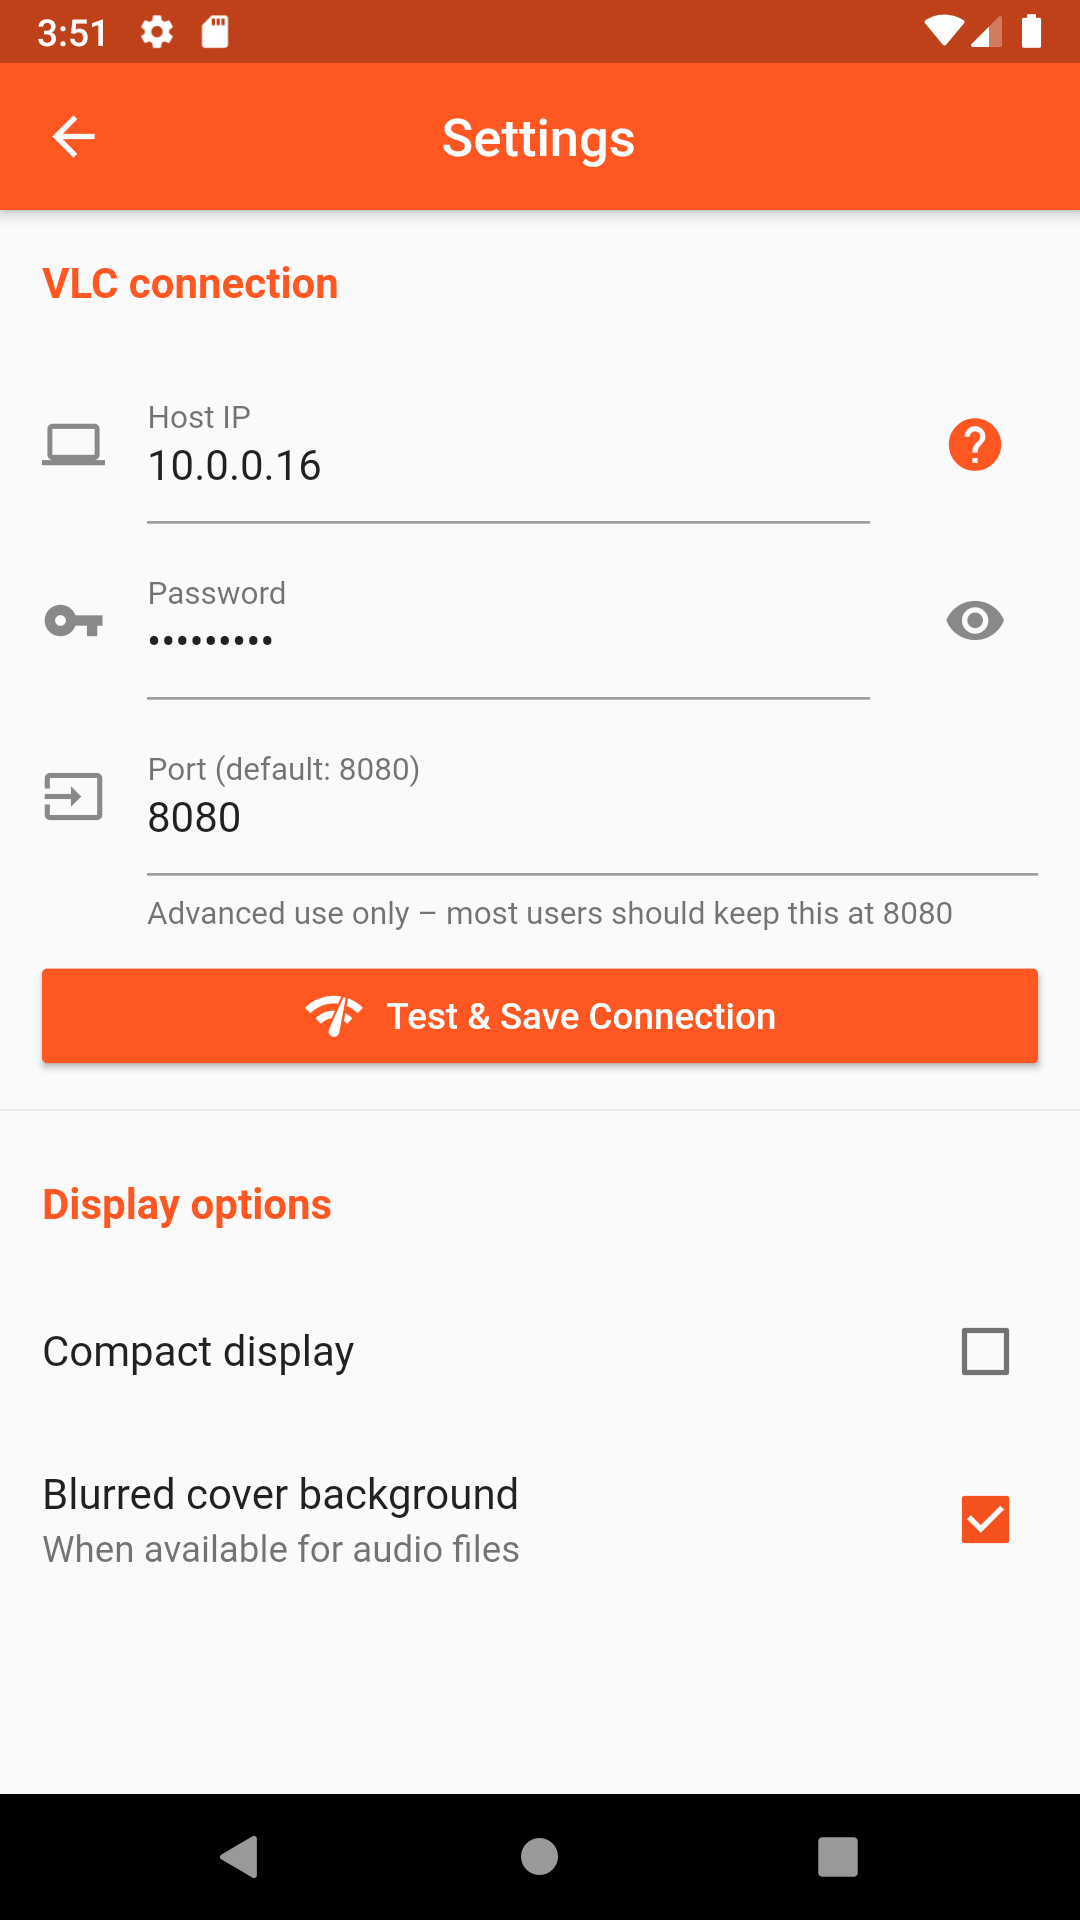 3:51
Settings
VLC connection
Host IP
10.0.0.16
Password
•••••••••
Port (default: 8080)
8080
Advanced use only – most users should keep this at 8080
Test & Save Connection
Display options
Compact display
Blurred cover background
When available for audio files